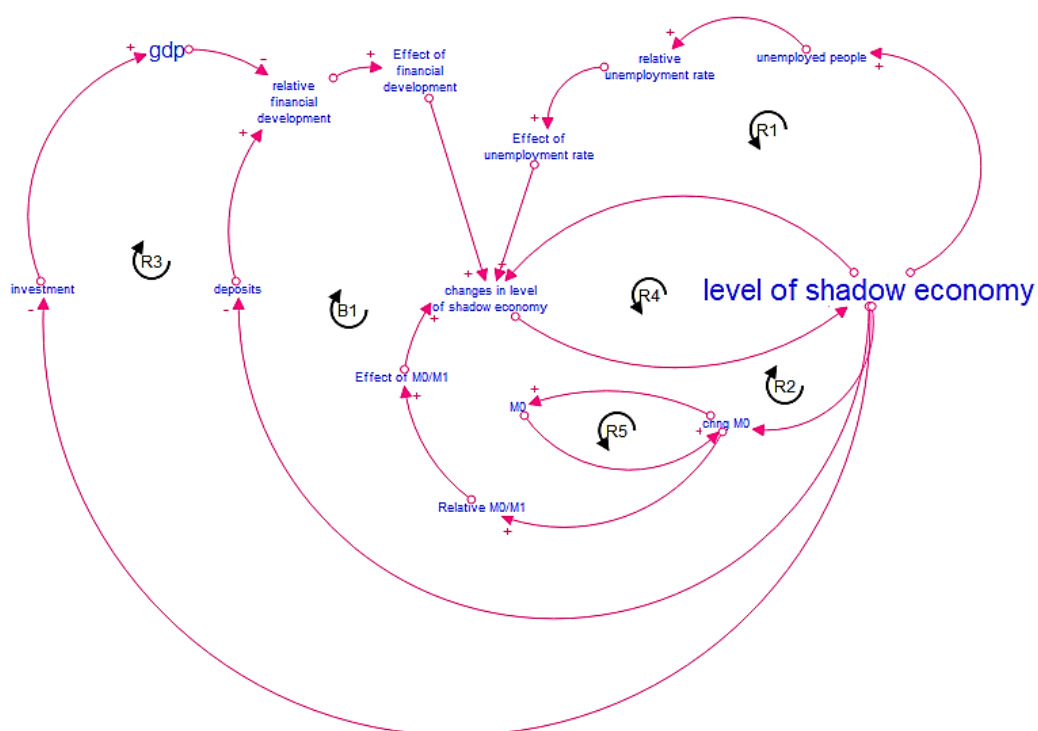 +
gdp
-
relative
financial
development
+
+
Effect of
financial
development
+
relative
unemployment rate
unemployed people
+
+
Effect of
unemployment rate
R1
R3
investment
-
deposits
-
B1
+
+
changes in level
of shadow economy
+
R4
level of shadow economy
Effect of M0/M1
+
R2
+
M0
R5
+
chng M0
Relative M0/M1
+